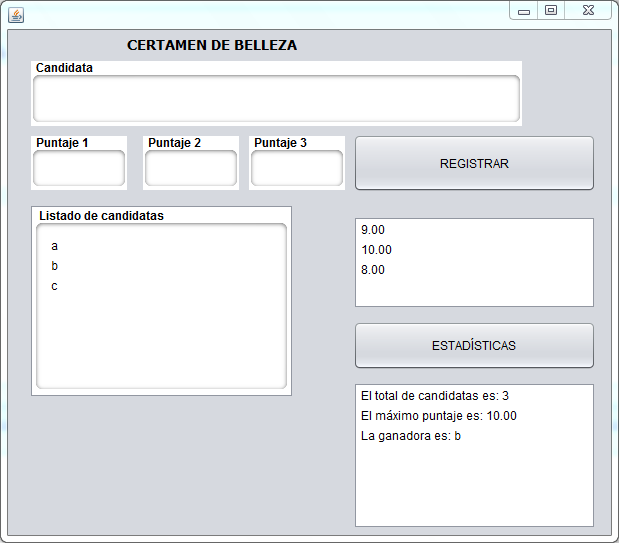 CERTAMEN DE BELLEZA
Candidata
Puntaje 1
Puntaje 2
Puntaje 3
REGISTRAR
Listado de candidatas
a
b
c
9.00
10.00
8.00
ESTADÍSTICAS
El total de candidatas es: 3
El máximo puntaje es: 10.00
La ganadora es: b